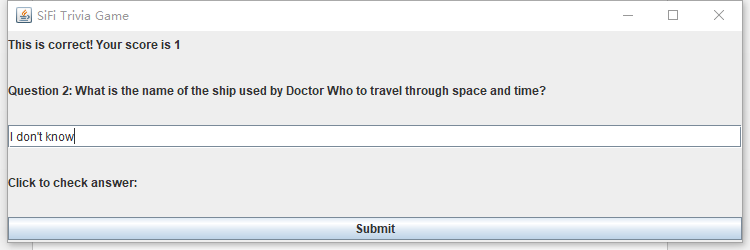 SiFi Trivia Game
This is correct! Your score is 1
Question 2: What is the name of the ship used by Doctor Who to travel through space and time?
I don't know
Click to check answer:
Submit